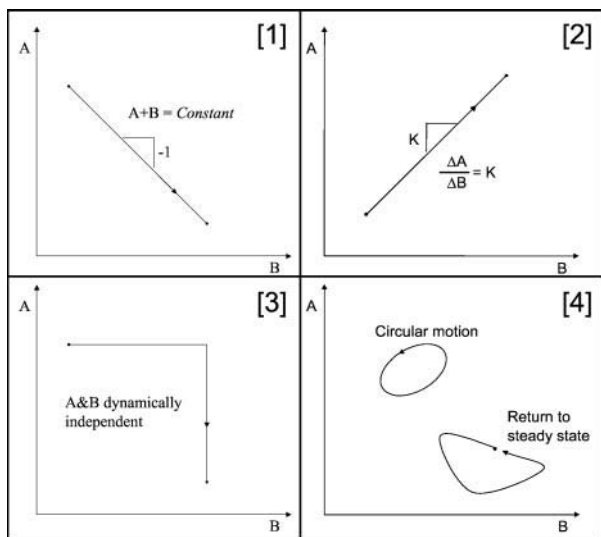 [1]
A
A+B = Constant
-1
B
[2]
A
K
ΔA
ΔB = K
B
[3]
A
A&B dynamically
independent
B
[4]
A
Circular motion
Return to
steady state
B